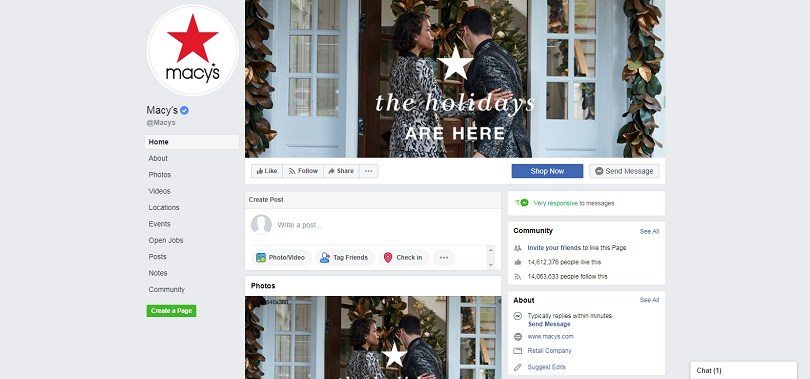 macy's
Macy's
@Macys
Home
About
Photos
Videos
Locations
Events
Open Jobs
Posts
Notes
Community
Create a Page
the holidays
ARE HERE
Like
Follow
Share
Shop Now
Send Message
Create Post
Write a post...
Photo/Video
Tag Friends
Check in
Photos
Very responsive to messages
Community
See All
Invite your friends to like this Page
14,612,376 people like this
14,063,633 people follow this
About
See All
Typically replies within minutes
Send Message
www.macys.com
Retail Company
Suggest Edits
Chat (1)